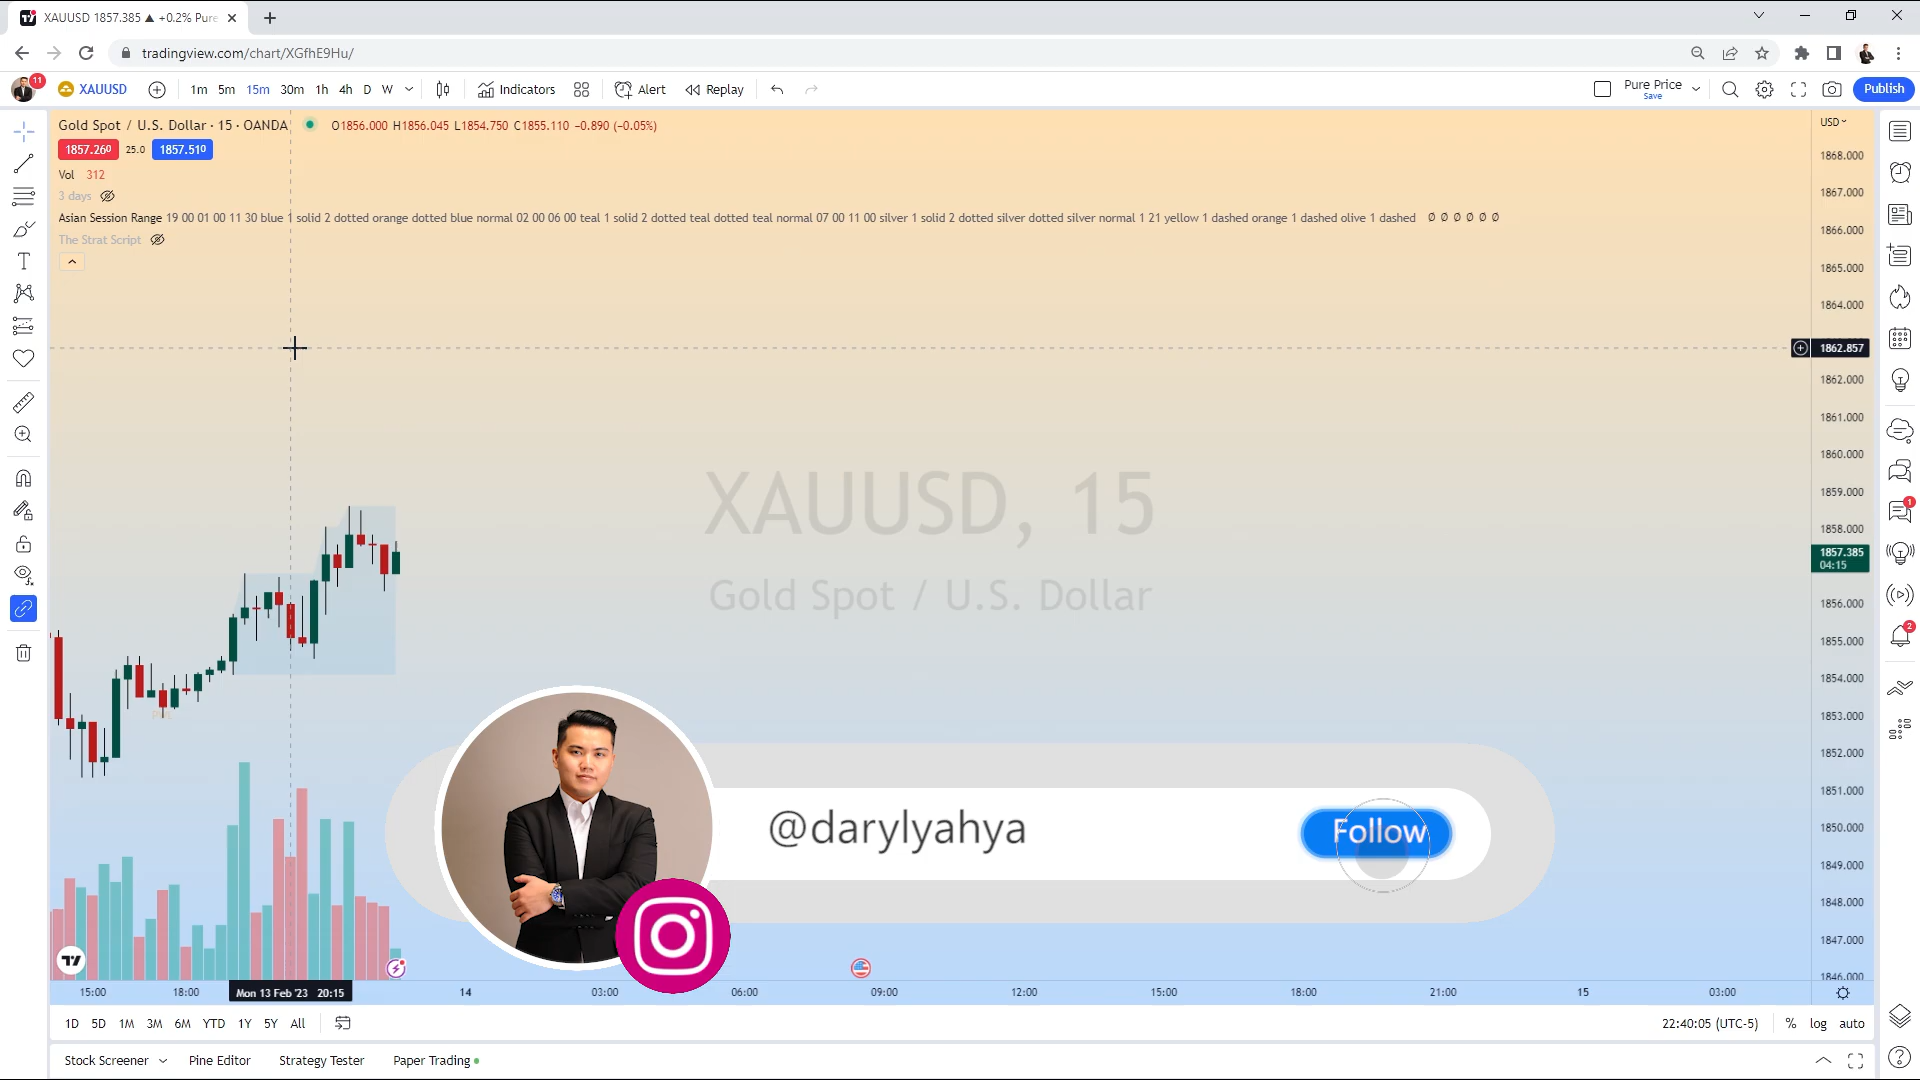 XAUUSD 1857.385 ▲ +0.2% Pure
tradingview.com/chart/XGfhE9Hu/
11
XAUUSD
1m 5m 15m 30m 1h 4h D W
Indicators
Alert
Replay
Pure Price
Save
Publish
Gold Spot / U.S. Dollar · 15 · OANDA
O1856.000 H1856.045 L1854.750 C1855.110 −0.890 (−0.05%)
USD
1857.260 25.0 1857.510
Vol 312
3 days
Asian Session Range 19 00 01 00 11 30 blue 1 solid 2 dotted orange dotted blue normal 02 00 06 00 teal 1 solid 2 dotted teal dotted teal normal 07 00 11 00 silver 1 solid 2 dotted silver dotted silver normal 1 21 yellow 1 dashed orange 1 dashed olive 1 dashed Ø Ø Ø Ø Ø Ø
The Strat Script
1868.000
1867.000
1866.000
1865.000
1864.000
1862.857
1862.000
1861.000
1860.000
1859.000
1858.000
1857.385
04:15
1856.000
1855.000
1854.000
1853.000
1852.000
1851.000
1850.000
1849.000
1848.000
1847.000
1846.000
1
2
XAUUSD, 15
Gold Spot / U.S. Dollar
@darylyahya
Follow
15:00 18:00 Mon 13 Feb '23 20:15 14 03:00 06:00 09:00 12:00 15:00 18:00 21:00 15 03:00
1D 5D 1M 3M 6M YTD 1Y 5Y All
22:40:05 (UTC-5) % log auto
Stock Screener Pine Editor Strategy Tester Paper Trading